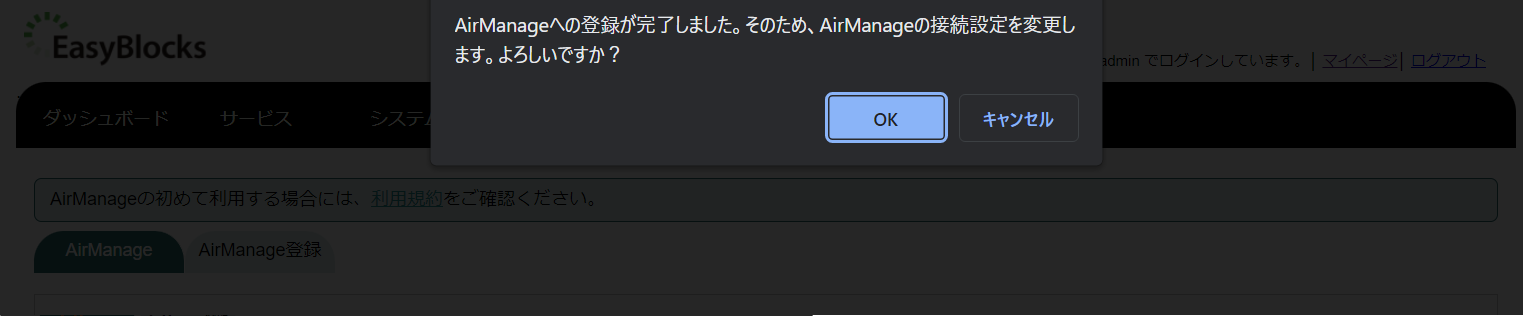 AirManageへの登録が完了しました。そのため、AirManageの接続設定を変更し
ます。よろしいですか？
EasyBlocks
admin でログインしています。 | マイページ | ログアウト
OK キャンセル
ダッシュボード サービス システム
AirManageの初めて利用する場合には、利用規約をご確認ください。
AirManage AirManage登録